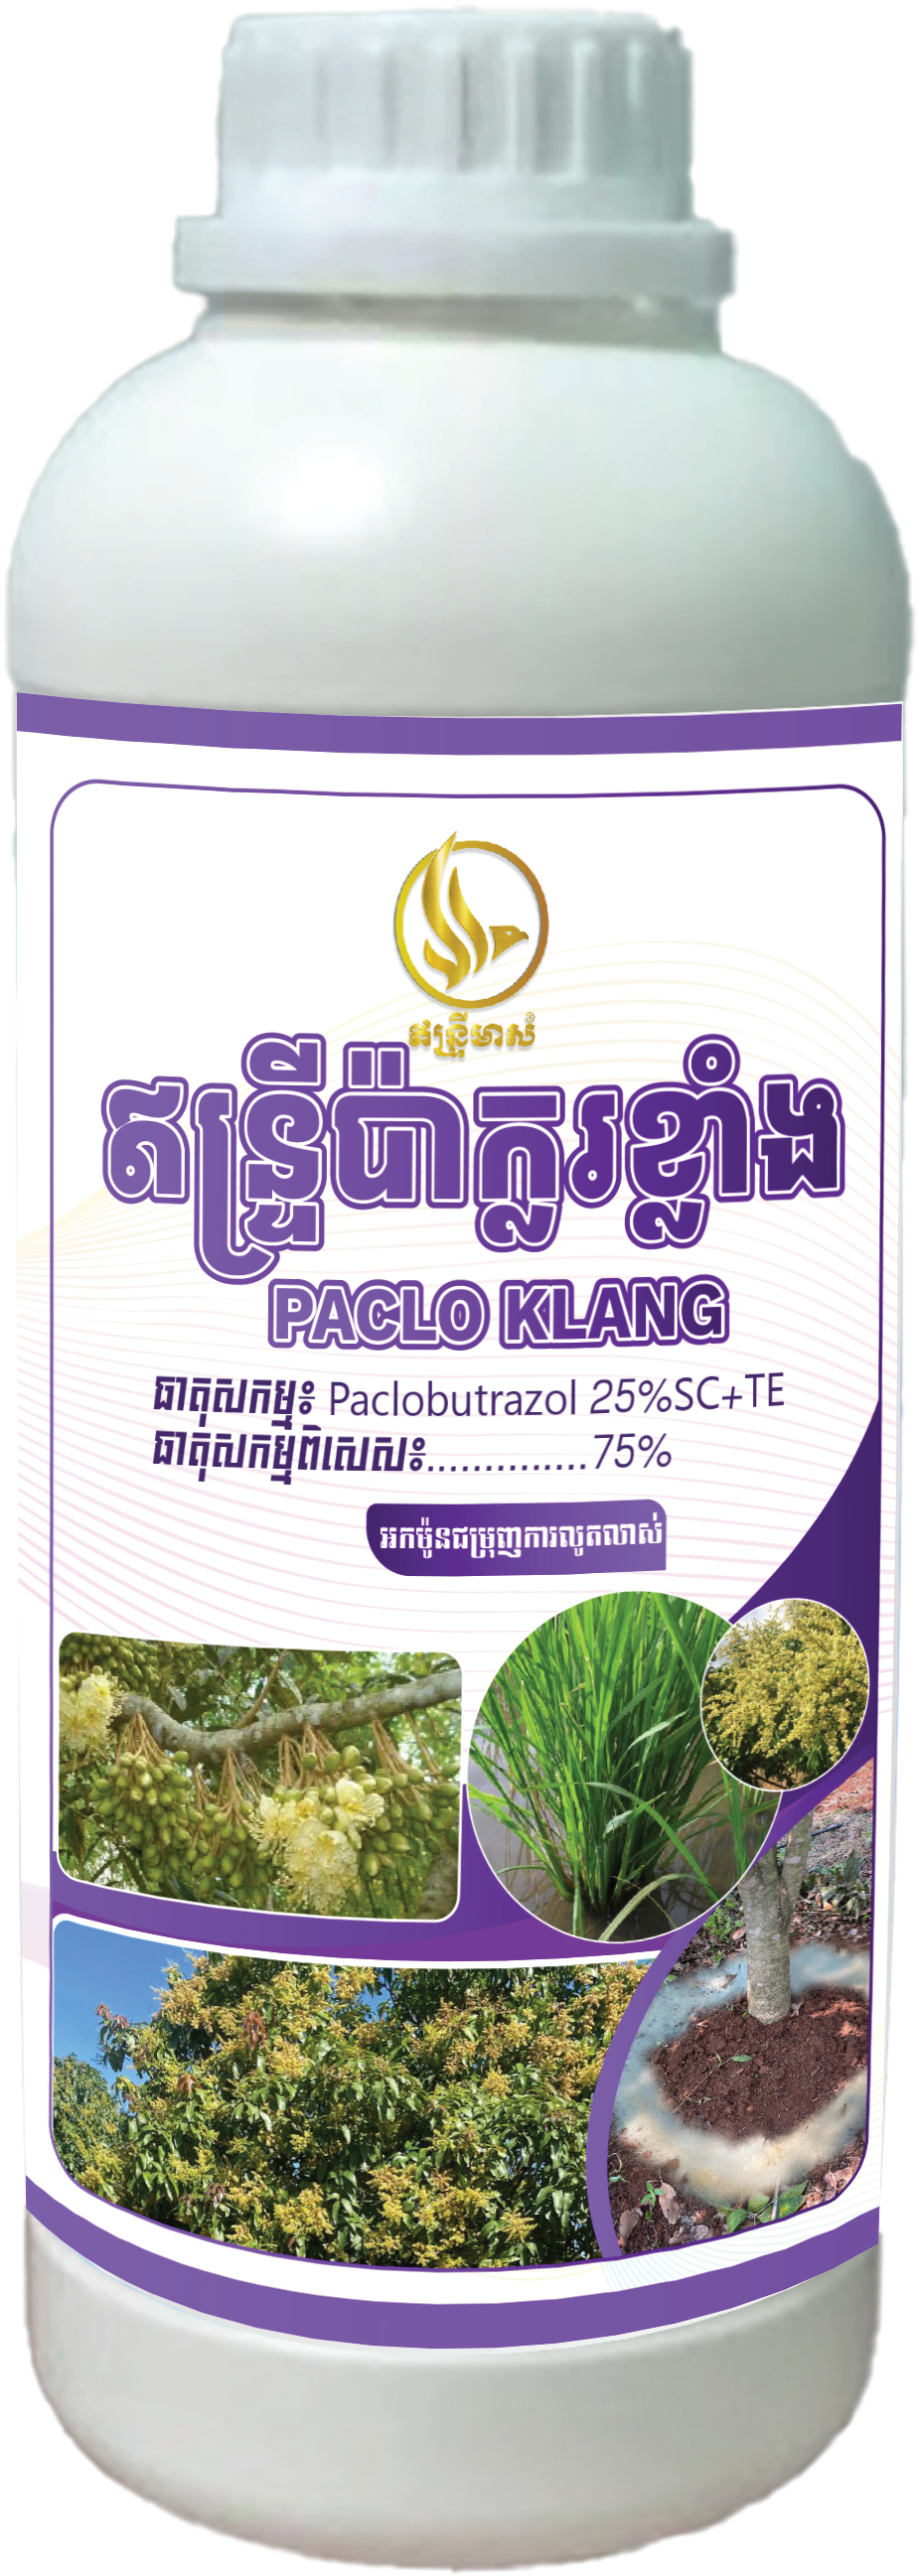 ឥន្ទ្រីមាស
ឥន្ទ្រីប៉ាក្លូវខ្លាំង
PACLO KLANG
ធាតុសកម្ម៖ Paclobutrazol 25%SC+TE
ធាតុសកម្មពិសេស៖..............75%
អកម៉ូនជម្រុញការលូតលាស់